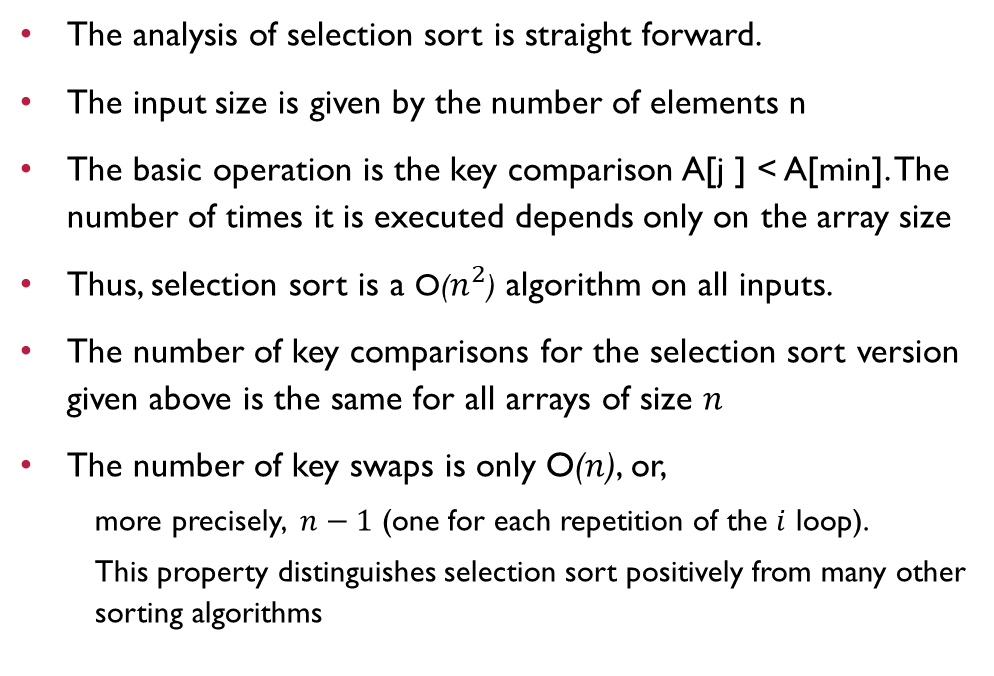 • The analysis of selection sort is straight forward.
• The input size is given by the number of elements n
• The basic operation is the key comparison A[j ] < A[min]. The
number of times it is executed depends only on the array size
• Thus, selection sort is a O(n²) algorithm on all inputs.
• The number of key comparisons for the selection sort version
given above is the same for all arrays of size n
• The number of key swaps is only O(n), or,
more precisely, n − 1 (one for each repetition of the i loop).
This property distinguishes selection sort positively from many other
sorting algorithms